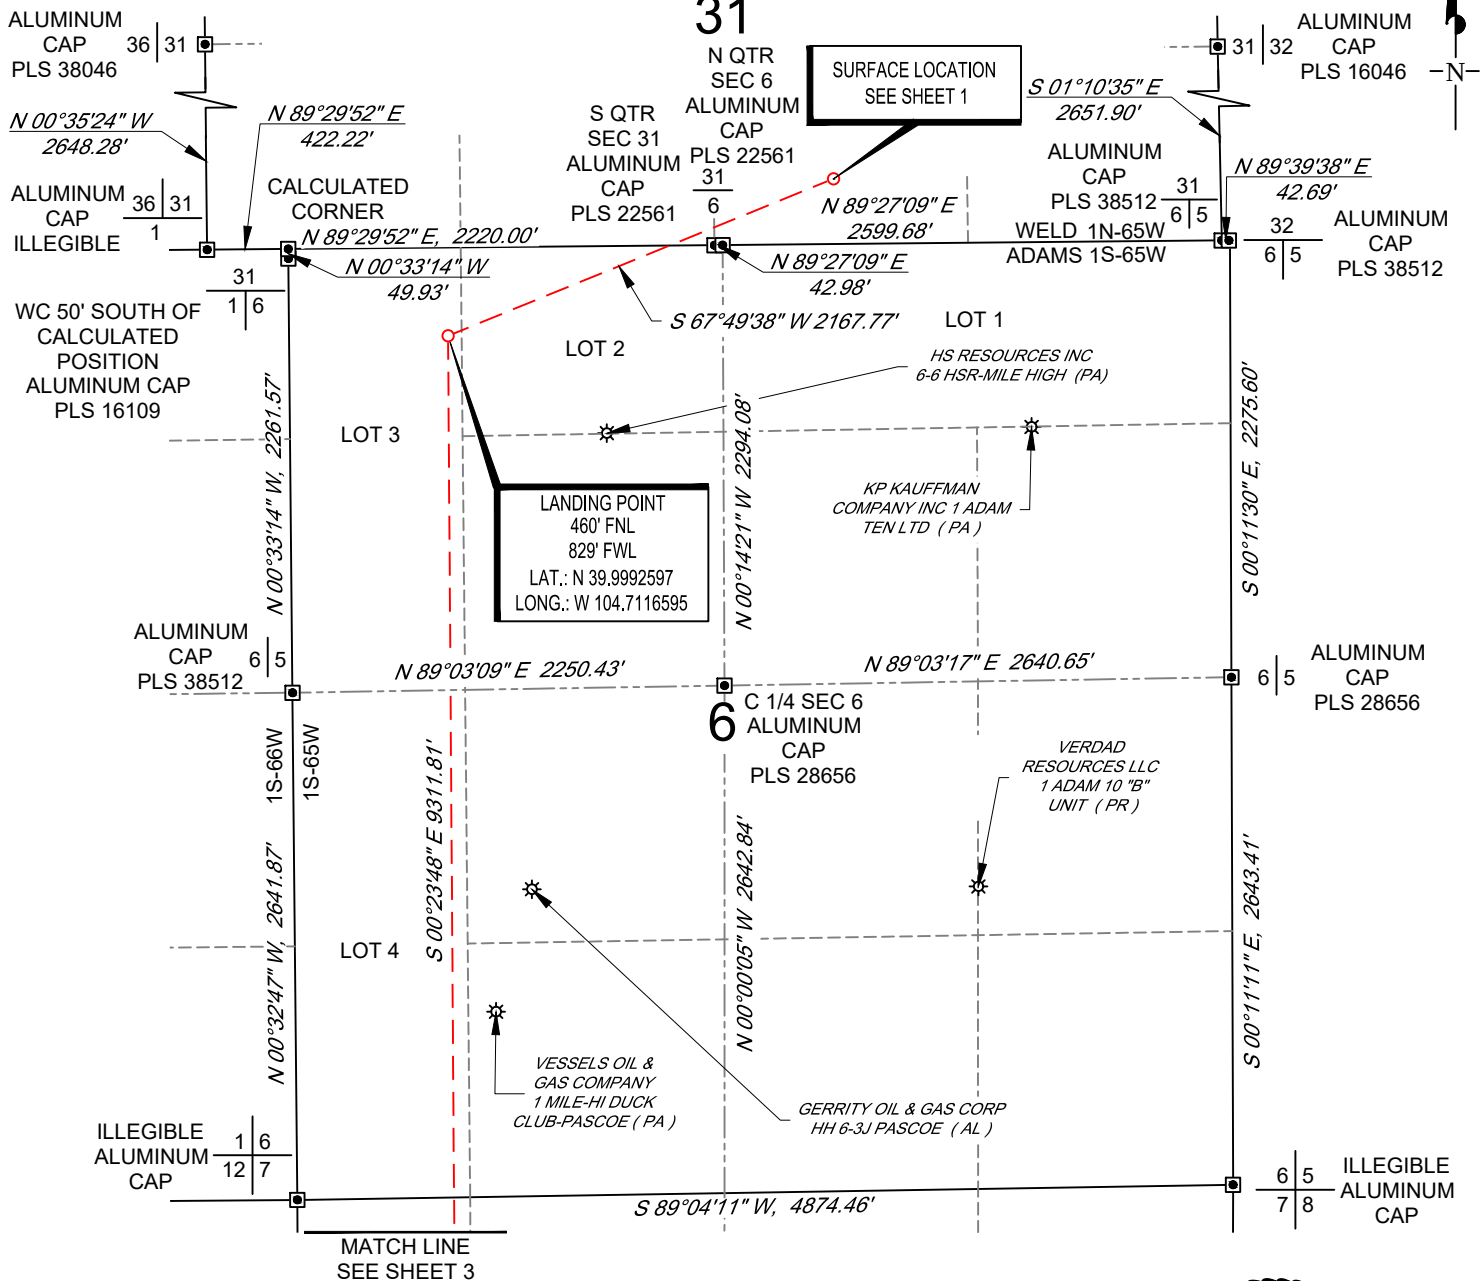 31
ALUMINUM
CAP
PLS 38046
36 31
N QTR
SEC 6
ALUMINUM
CAP
PLS 22561
31
6
SURFACE LOCATION
SEE SHEET 1
31 32
ALUMINUM
CAP
PLS 16046
-N-
N 00°35'24" W
2648.28'
N 89°29'52" E
422.22'
S QTR
SEC 31
ALUMINUM
CAP
PLS 22561
S 01°10'35" E
2651.90'
ALUMINUM
CAP
PLS 38512
31
6 5
N 89°39'38" E
42.69'
ALUMINUM
CAP
ILLEGIBLE
36 31
1
CALCULATED
CORNER
N 89°29'52" E, 2220.00'
N 89°27'09" E
2599.68'
WELD 1N-65W
ADAMS 1S-65W
32
6 5
ALUMINUM
CAP
PLS 38512
N 00°33'14" W
49.93'
N 89°27'09" E
42.98'
31
1 6
WC 50' SOUTH OF
CALCULATED
POSITION
ALUMINUM CAP
PLS 16109
S 67°49'38" W 2167.77'
LOT 1
LOT 2
HS RESOURCES INC
6-6 HSR-MILE HIGH (PA)
LOT 3
N 00°33'14" W, 2261.57'
N 00°14'21" W 2294.08'
S 00°11'30" E, 2275.60'
KP KAUFFMAN
COMPANY INC 1 ADAM
TEN LTD ( PA )
LANDING POINT
460' FNL
829' FWL
LAT.: N 39.9992597
LONG.: W 104.7116595
ALUMINUM
CAP
PLS 38512
6 5
N 89°03'09" E 2250.43'
N 89°03'17" E 2640.65'
6 5
ALUMINUM
CAP
PLS 28656
6
C 1/4 SEC 6
ALUMINUM
CAP
PLS 28656
1S-66W
1S-65W
S 00°23'48" E 9311.81'
VERDAD
RESOURCES LLC
1 ADAM 10 "B"
UNIT ( PR )
N 00°32'47" W, 2641.87'
N 00°00'05" W 2642.84'
S 00°11'11" E, 2643.41'
LOT 4
VESSELS OIL &
GAS COMPANY
1 MILE-HI DUCK
CLUB-PASCOE ( PA )
GERRITY OIL & GAS CORP
HH 6-3J PASCOE ( AL )
ILLEGIBLE
ALUMINUM
CAP
1 6
12 7
6 5
7 8
ILLEGIBLE
ALUMINUM
CAP
S 89°04'11" W, 4874.46'
MATCH LINE
SEE SHEET 3